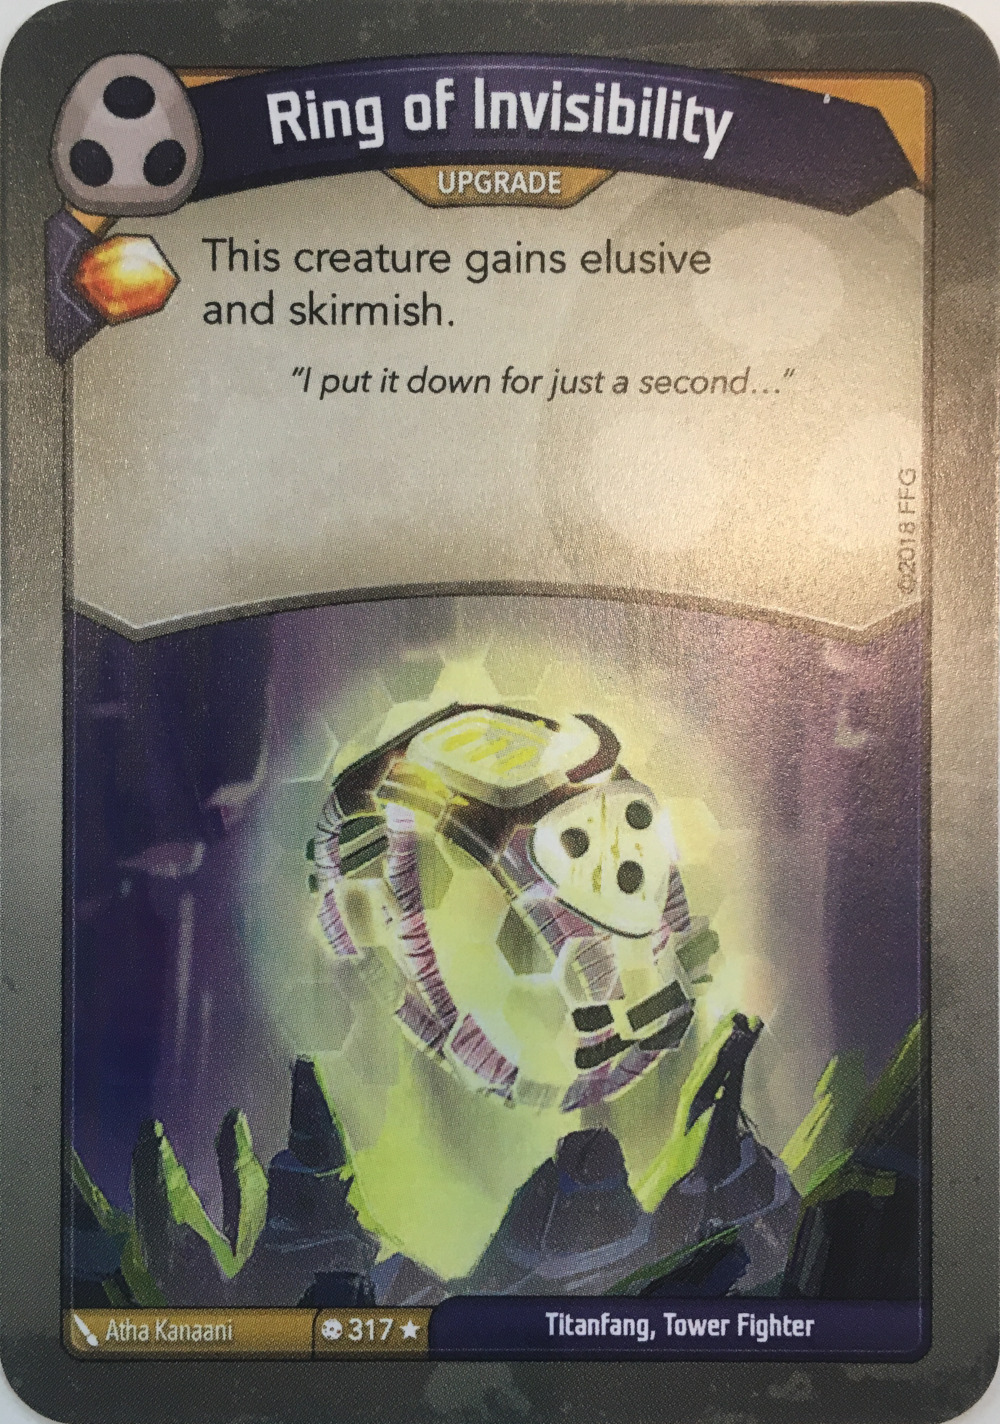 Ring of Invisibility
UPGRADE
This creature gains elusive
and skirmish.
"I put it down for just a second..."
©2018 FFG
Atha Kanaani
317
Titanfang, Tower Fighter